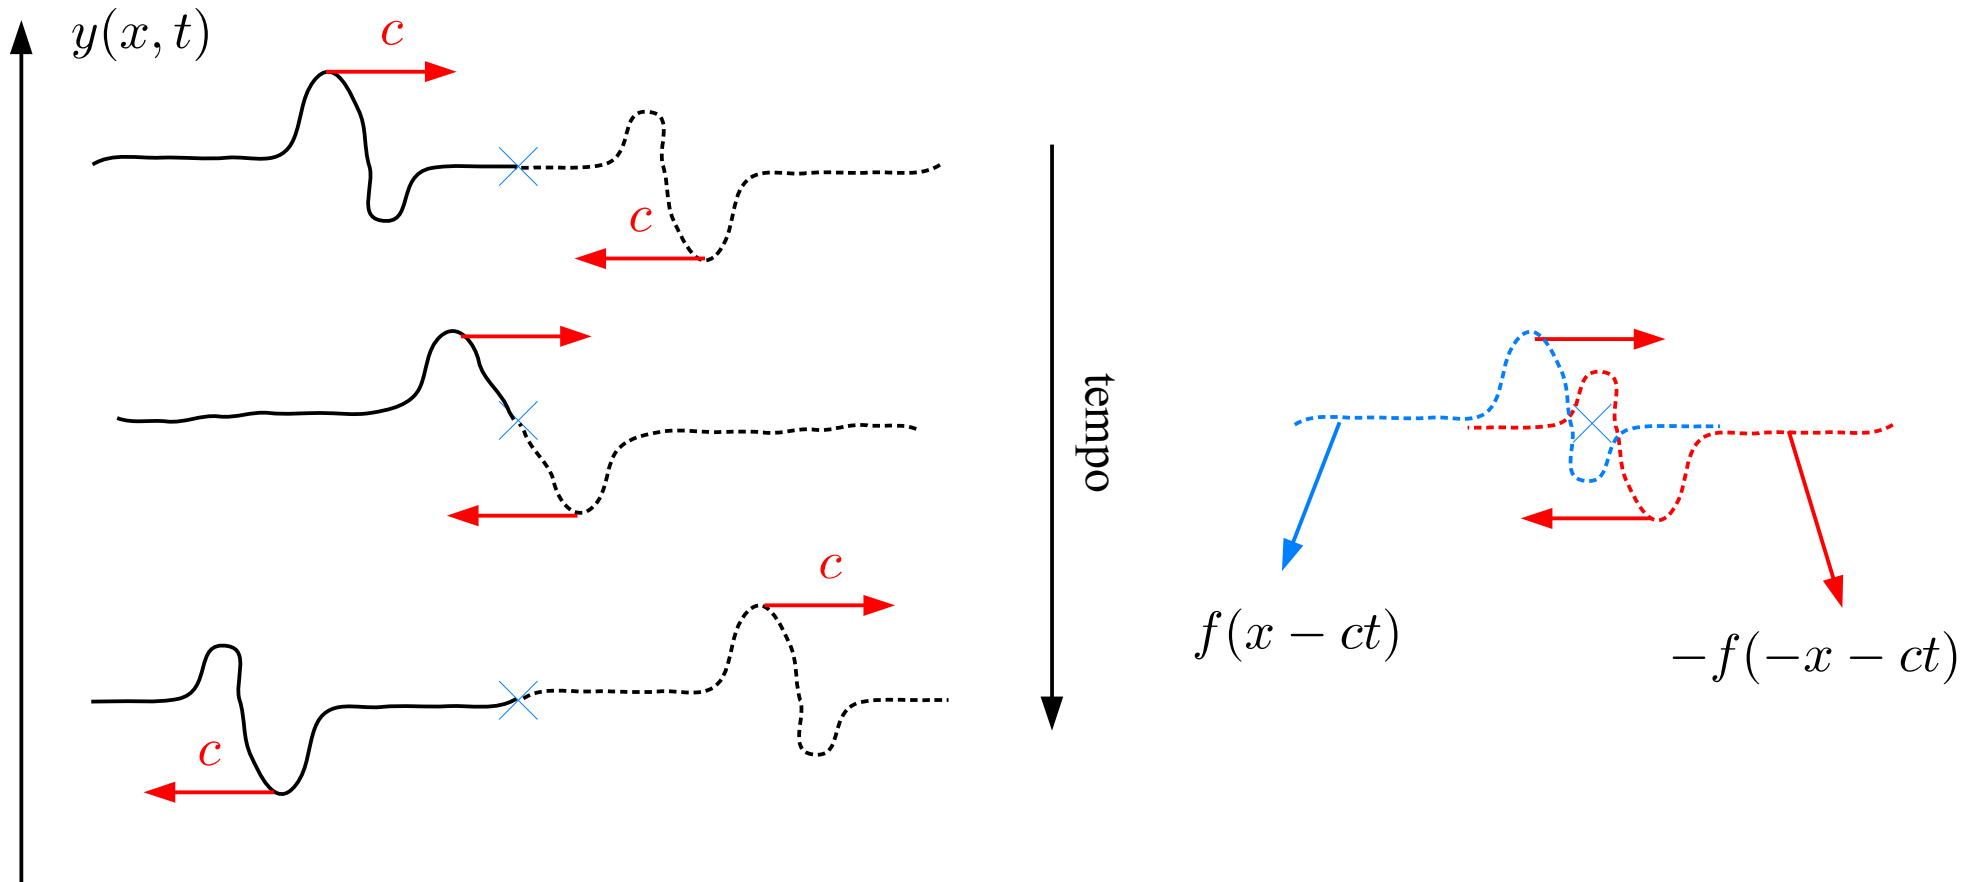 y(x, t)
c
c
c
c
tempo
f(x − ct)
−f(−x − ct)